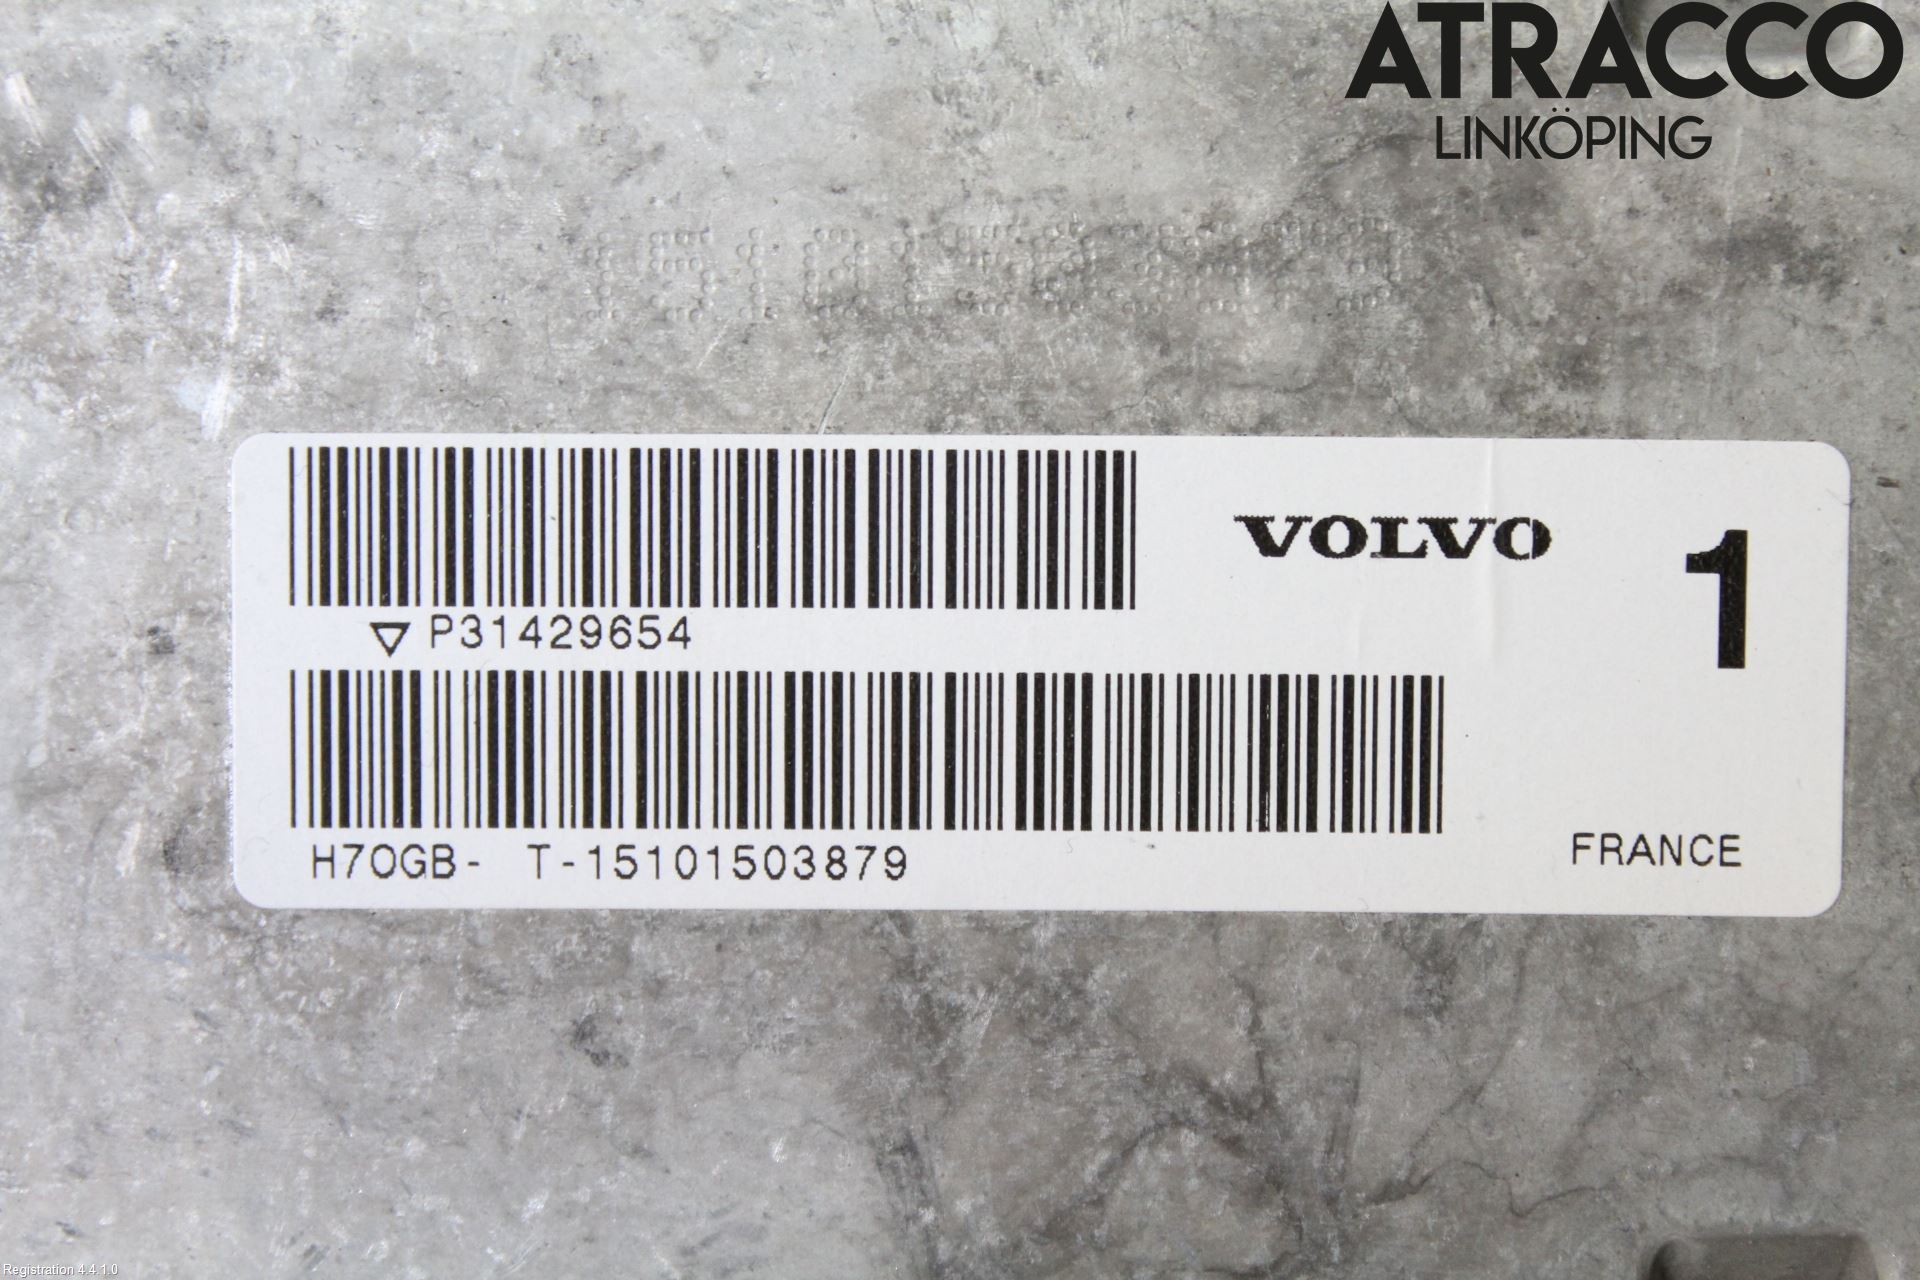 ATRACCO
LINKÖPING
VOLVO
1
▽ P31429654
H70GB- T-15101503879
FRANCE
Registration 4.4.1.0